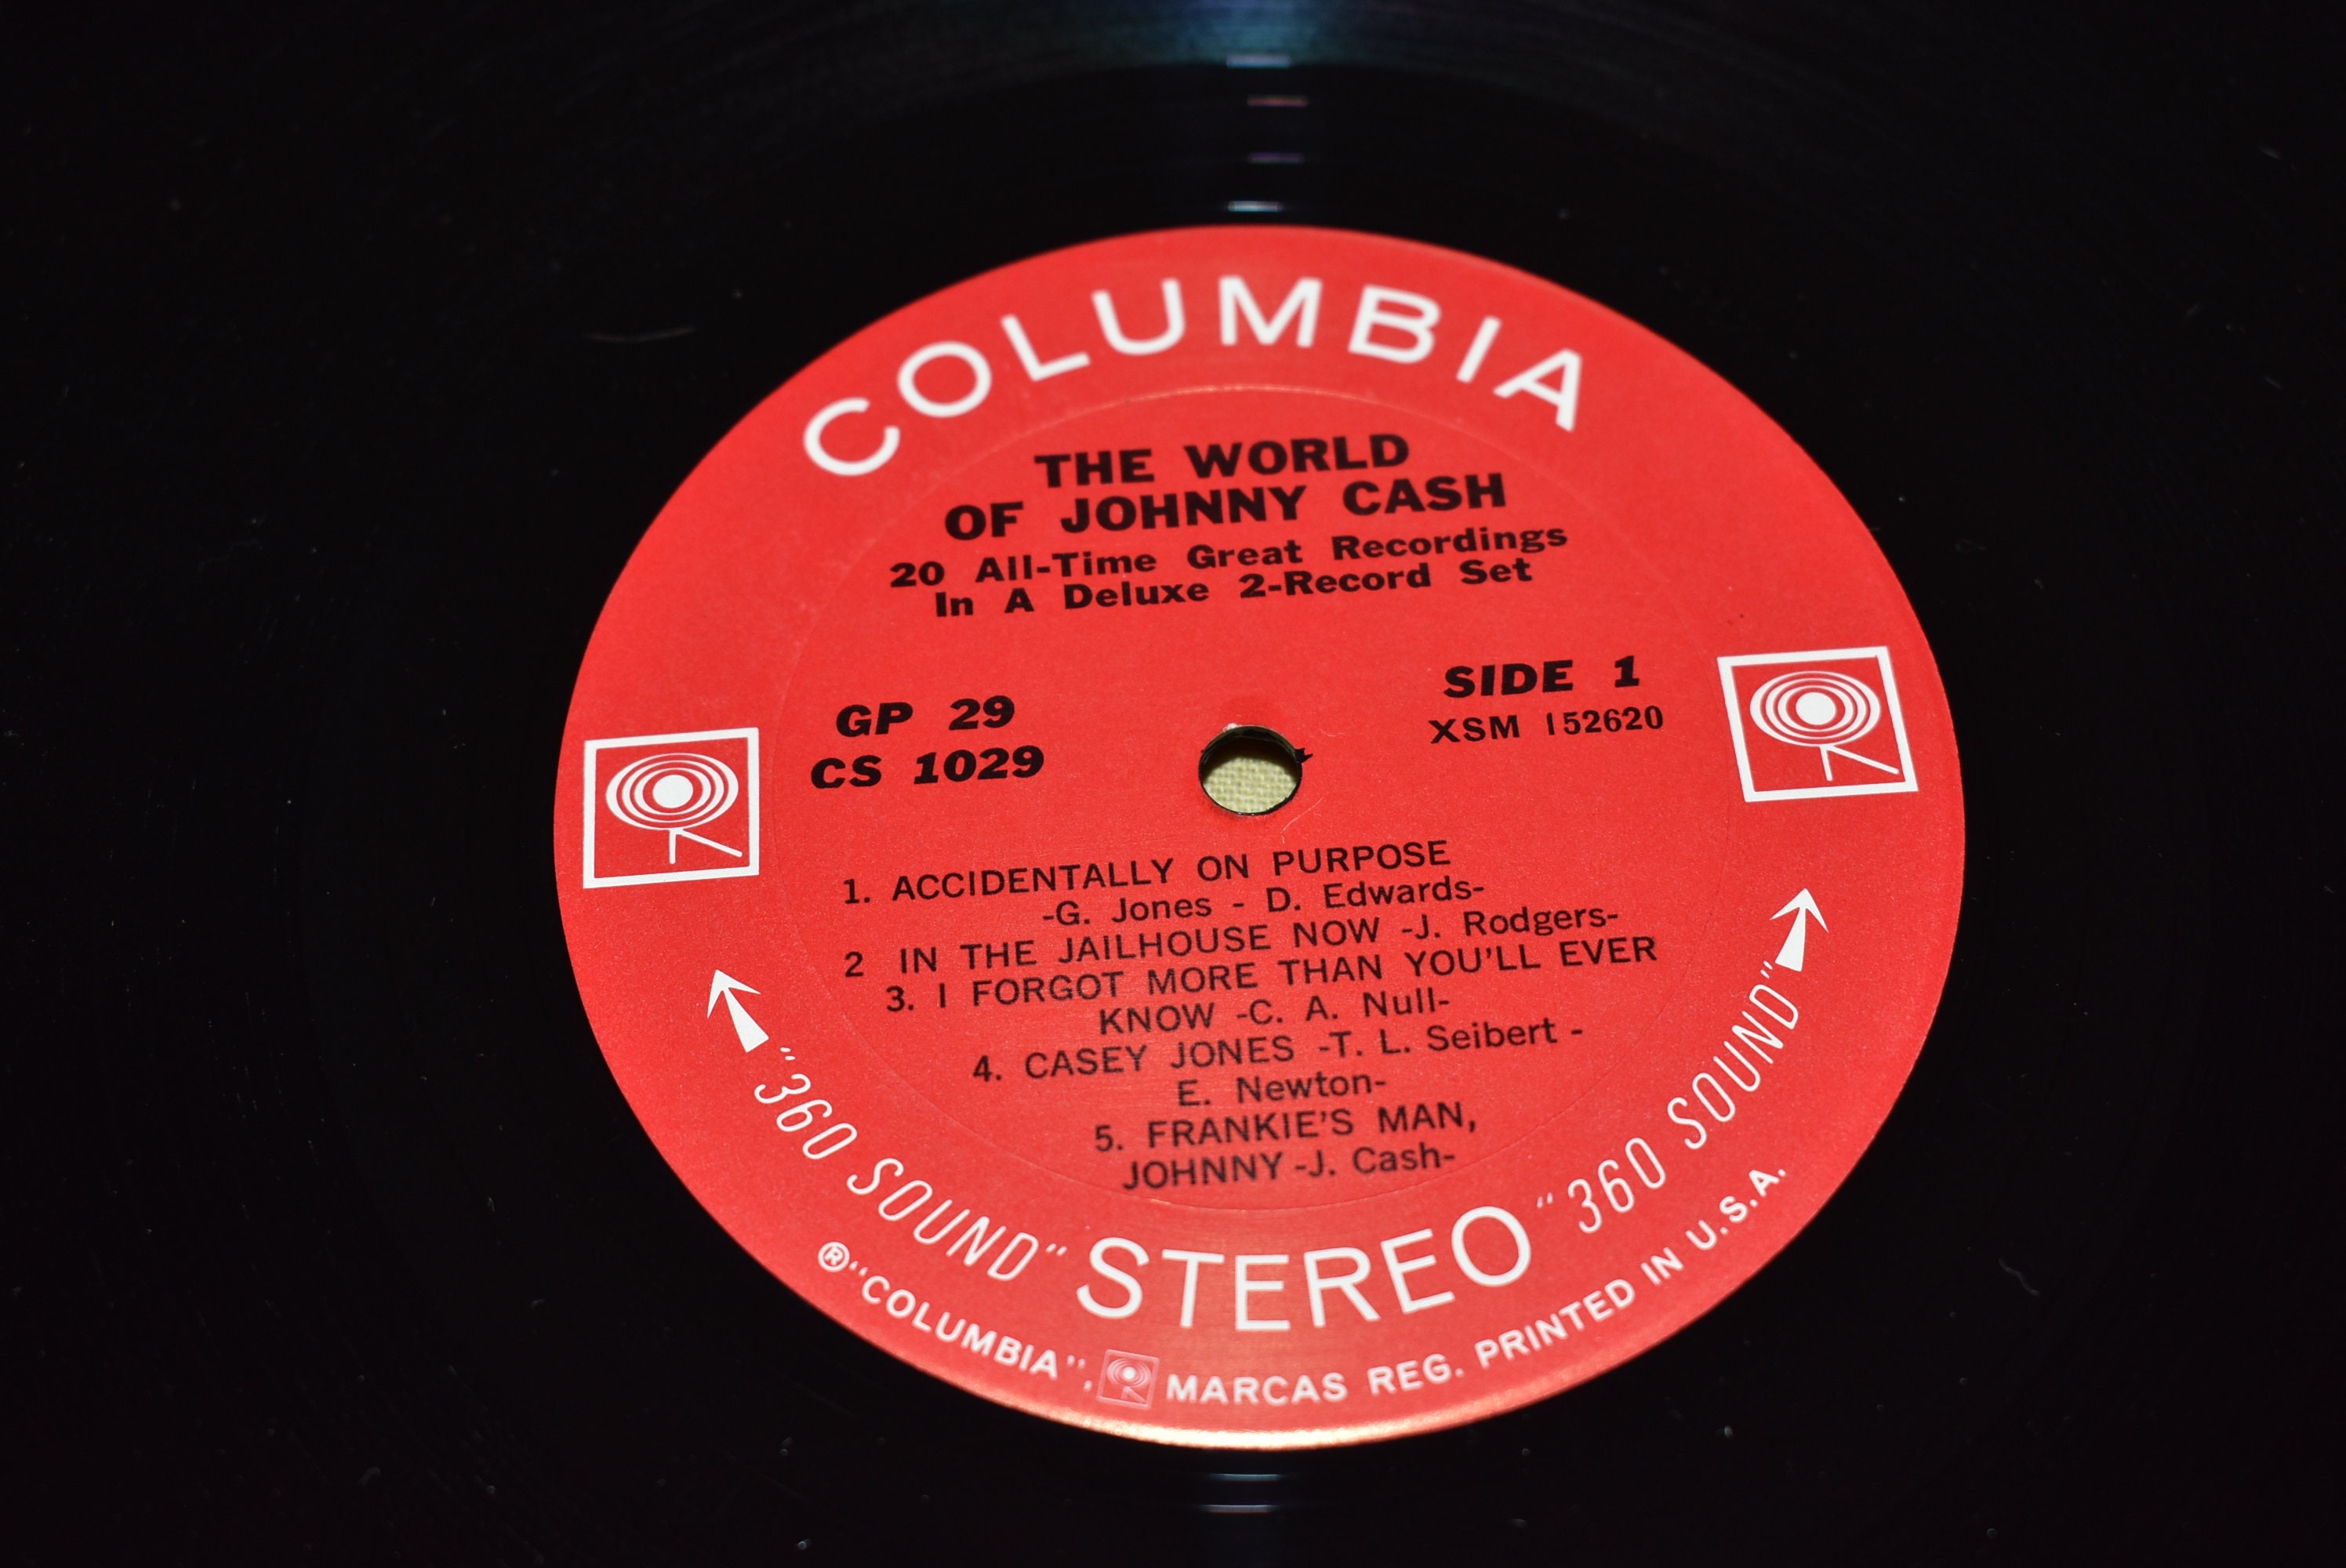 COLUMBIA
THE WORLD
OF JOHNNY CASH
20 All-Time Great Recordings
In A Deluxe 2-Record Set
GP 29
CS 1029
SIDE 1
XSM 152620
1. ACCIDENTALLY ON PURPOSE
-G. Jones - D. Edwards-
2 IN THE JAILHOUSE NOW -J. Rodgers-
3. I FORGOT MORE THAN YOU'LL EVER
KNOW -C. A. Null-
4. CASEY JONES -T. L. Seibert -
E. Newton-
5. FRANKIE'S MAN,
JOHNNY -J. Cash-
"360 SOUND" STEREO "360 SOUND"
®"COLUMBIA", MARCAS REG. PRINTED IN U.S.A.